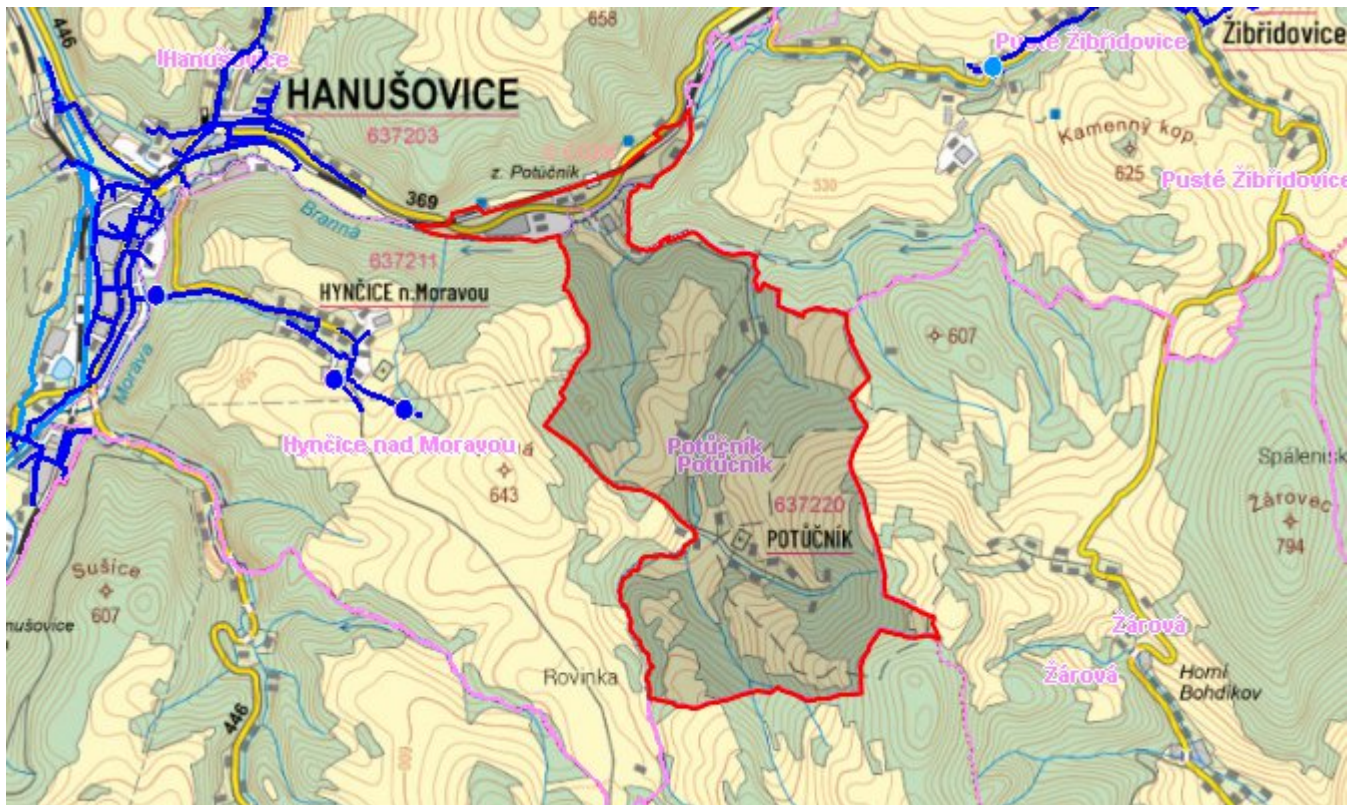 446
658
Pusté Žibřidovice
Žibřidovice
Hanušovice
HANUŠOVICE
637203
Kamenný kop.
625
z. Potůčník
530
Pusté Žibřidovice
369
Branná
637211
HYNČICE n.Moravou
607
Morava
550
Hynčice nad Moravou
643
Potůčník
Potůčník
Spálenisk
637220
Žárovec
POTŮČNÍK
794
Sušice
607
nušovice
Žárová
Rovinka
Žárová
Horní
Bohdíkov
446
600